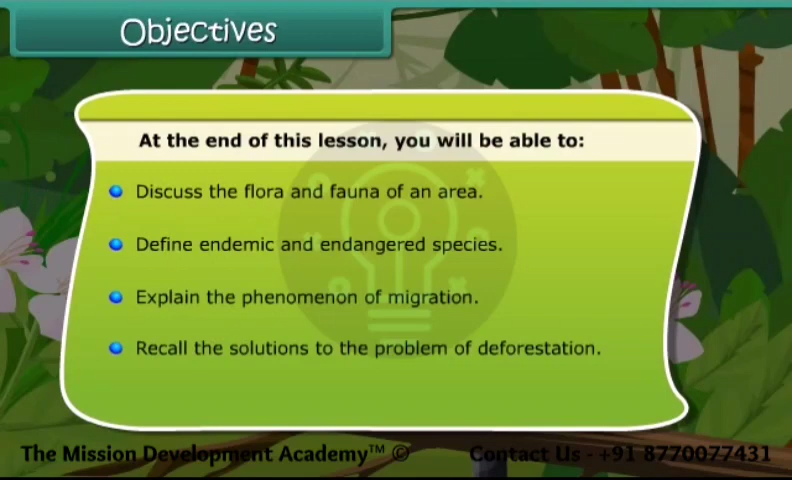 Objectives
At the end of this lesson, you will be able to:
Discuss the flora and fauna of an area.
Define endemic and endangered species.
Explain the phenomenon of migration.
Recall the solutions to the problem of deforestation.
The Mission Development Academy™ © Contact Us - +91 8770077431